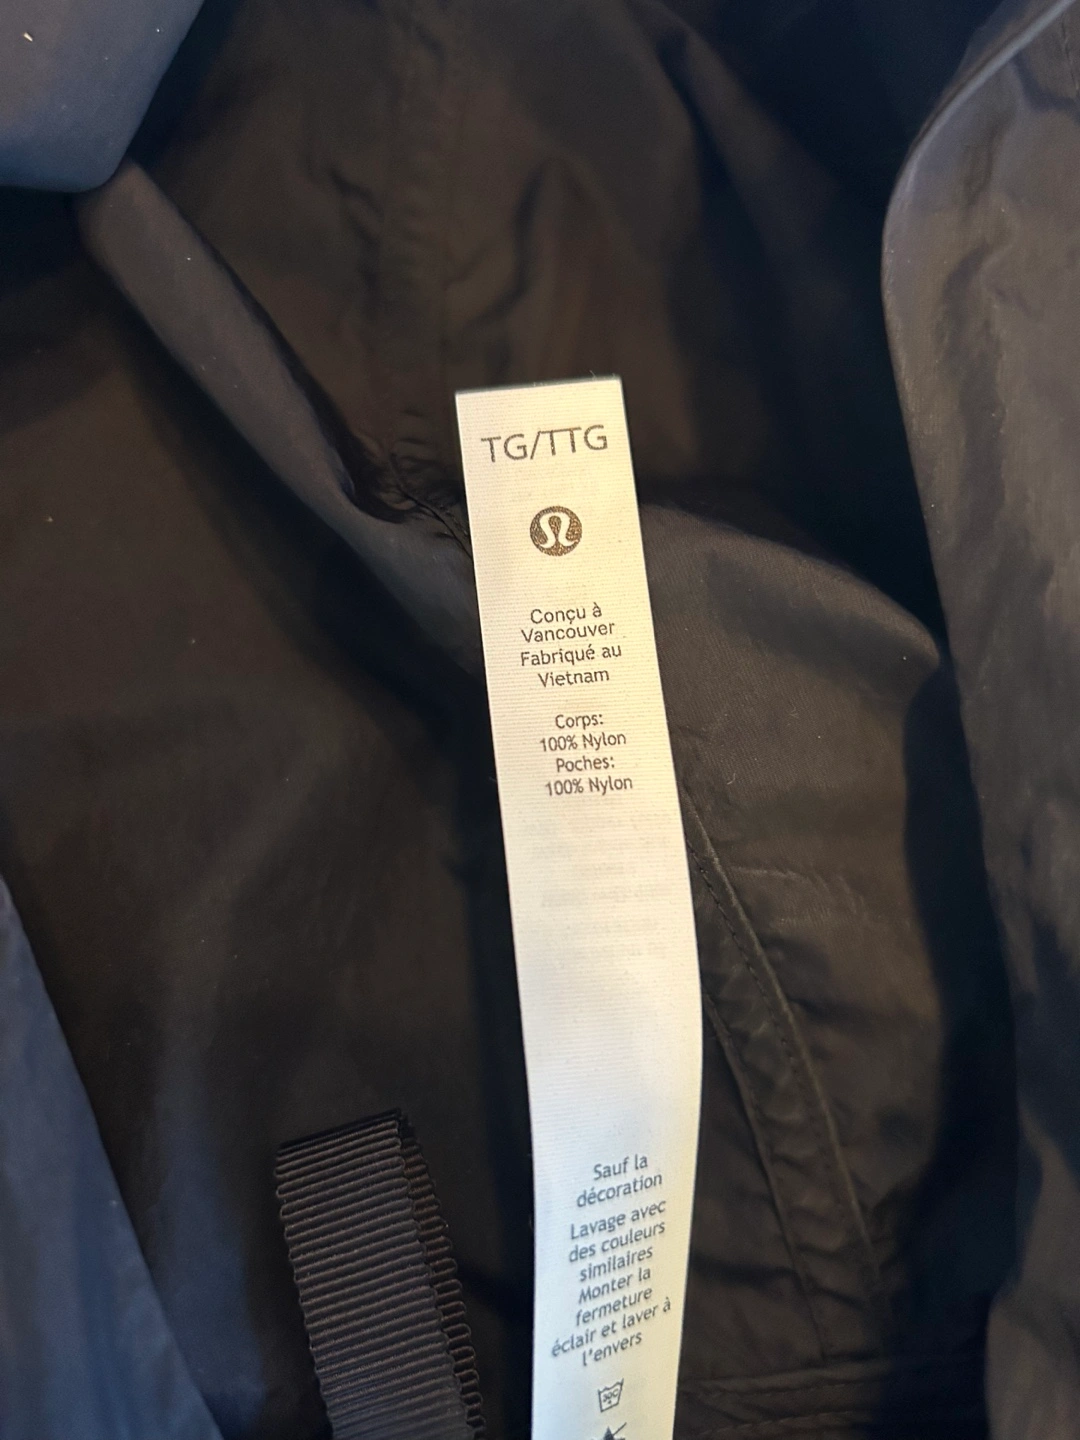 TG/TTG
Conçu à
Vancouver
Fabriqué au
Vietnam
Corps:
100% Nylon
Poches:
100% Nylon
Sauf la
décoration
Lavage avec
des couleurs
similaires
Monter la
fermeture
éclair et laver à
l'envers
30C